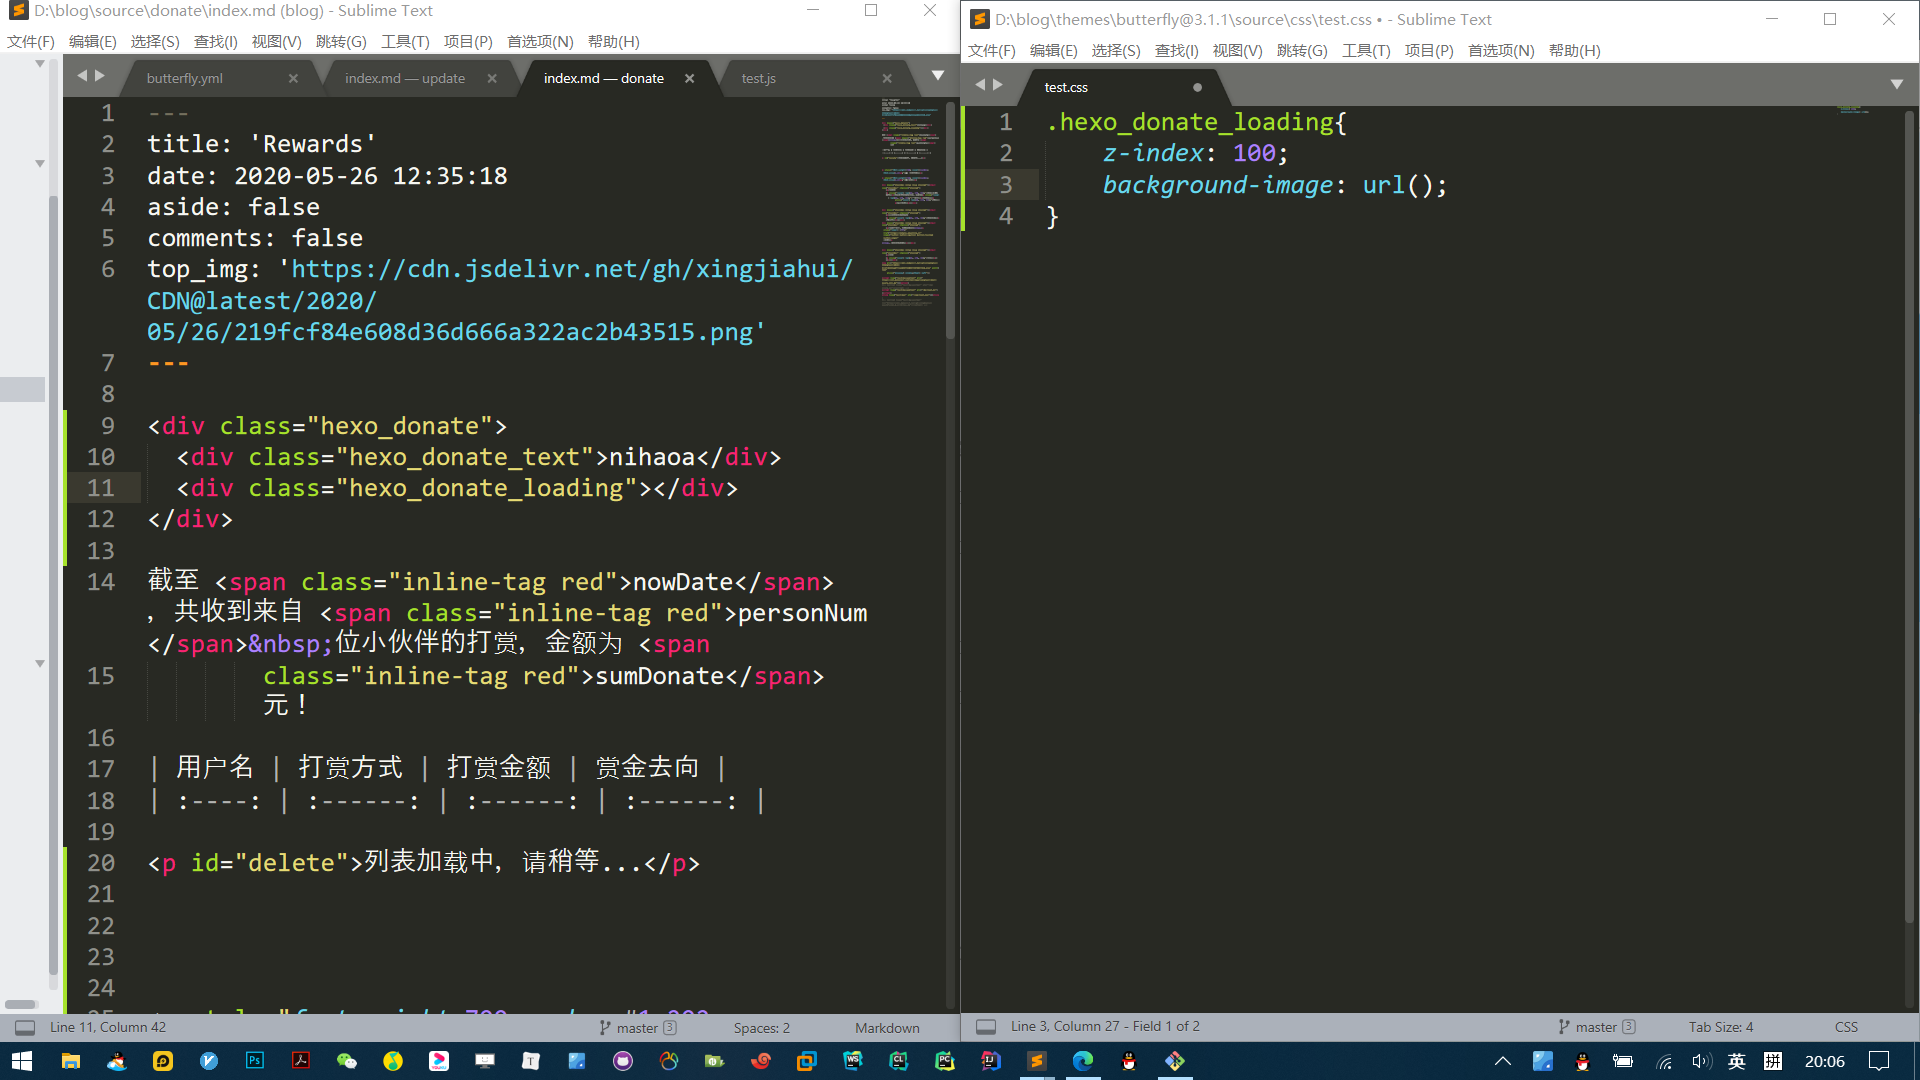 D:\blog\source\donate\index.md (blog) - Sublime Text
文件(F) 编辑(E) 选择(S) 查找(I) 视图(V) 跳转(G) 工具(T) 项目(P) 首选项(N) 帮助(H)
butterfly.yml
index.md — update
index.md — donate
test.js
1 ---
2 title: 'Rewards'
3 date: 2020-05-26 12:35:18
4 aside: false
5 comments: false
6 top_img: 'https://cdn.jsdelivr.net/gh/xingjiahui/
CDN@latest/2020/
05/26/219fcf84e608d36d666a322ac2b43515.png'
7 ---
8
9 <div class="hexo_donate">
10 <div class="hexo_donate_text">nihaoa</div>
11 <div class="hexo_donate_loading"></div>
12 </div>
13
14 截至 <span class="inline-tag red">nowDate</span>
，共收到来自 <span class="inline-tag red">personNum
</span>&nbsp;位小伙伴的打赏，金额为 <span
15 class="inline-tag red">sumDonate</span>
元！
16
17 | 用户名 | 打赏方式 | 打赏金额 | 赏金去向 |
18 | :----: | :------: | :------: | :------: |
19
20 <p id="delete">列表加载中，请稍等...</p>
21
22
23
24
Line 11, Column 42
master 3
Spaces: 2
Markdown
D:\blog\themes\butterfly@3.1.1\source\css\test.css • - Sublime Text
文件(F) 编辑(E) 选择(S) 查找(I) 视图(V) 跳转(G) 工具(T) 项目(P) 首选项(N) 帮助(H)
test.css
1 .hexo_donate_loading{
2 z-index: 100;
3 background-image: url();
4 }
Line 3, Column 27 - Field 1 of 2
master 3
Tab Size: 4
CSS
英
拼
20:06